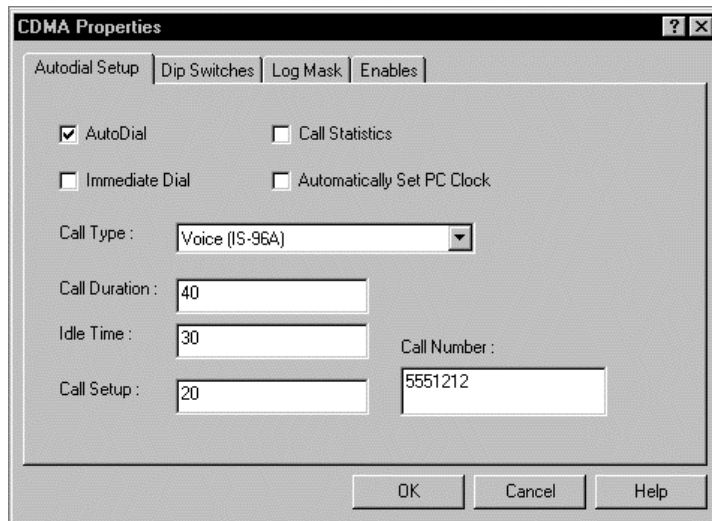 CDMA Properties
Autodial Setup Dip Switches Log Mask Enables
AutoDial Call Statistics
Immediate Dial Automatically Set PC Clock
Call Type : Voice (IS-96A)
Call Duration : 40
Idle Time : 30
Call Number :
Call Setup : 20
5551212
OK Cancel Help